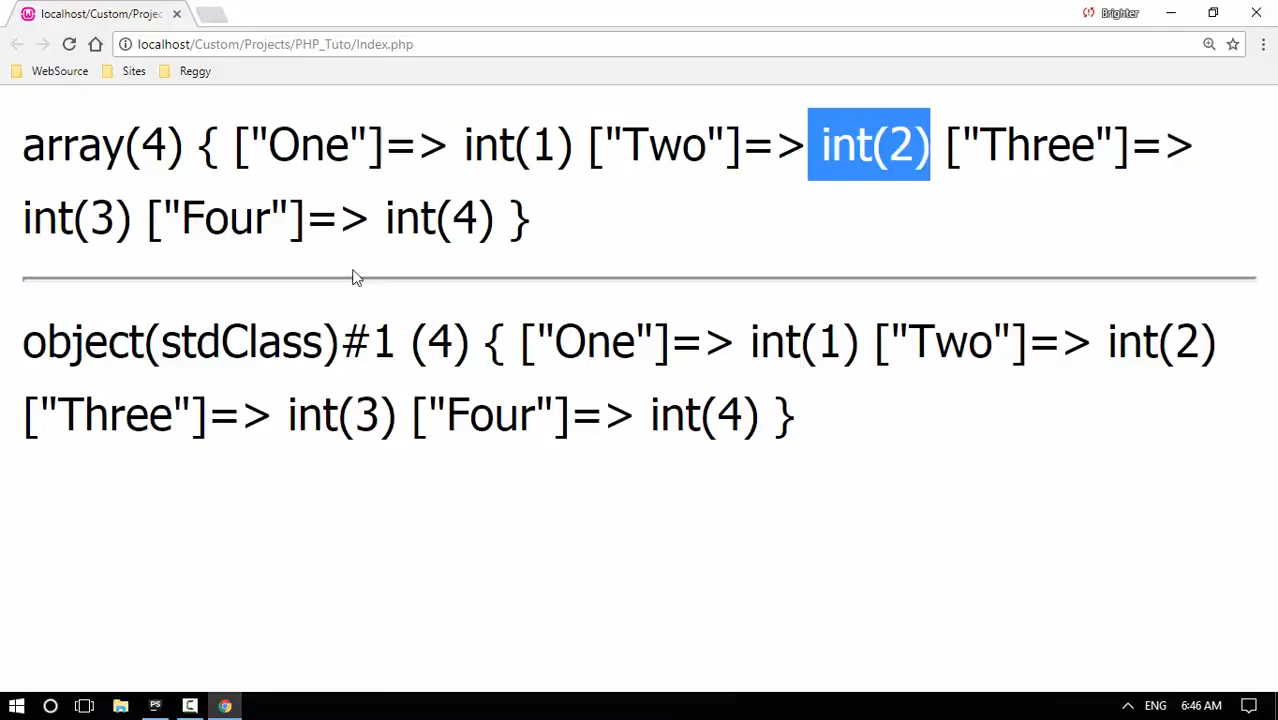 localhost/Custom/Projec
Brighter
localhost/Custom/Projects/PHP_Tuto/Index.php
WebSource Sites Reggy
array(4) { ["One"]=> int(1) ["Two"]=> int(2) ["Three"]=>
int(3) ["Four"]=> int(4) }
object(stdClass)#1 (4) { ["One"]=> int(1) ["Two"]=> int(2)
["Three"]=> int(3) ["Four"]=> int(4) }
PS
ENG 6:46 AM